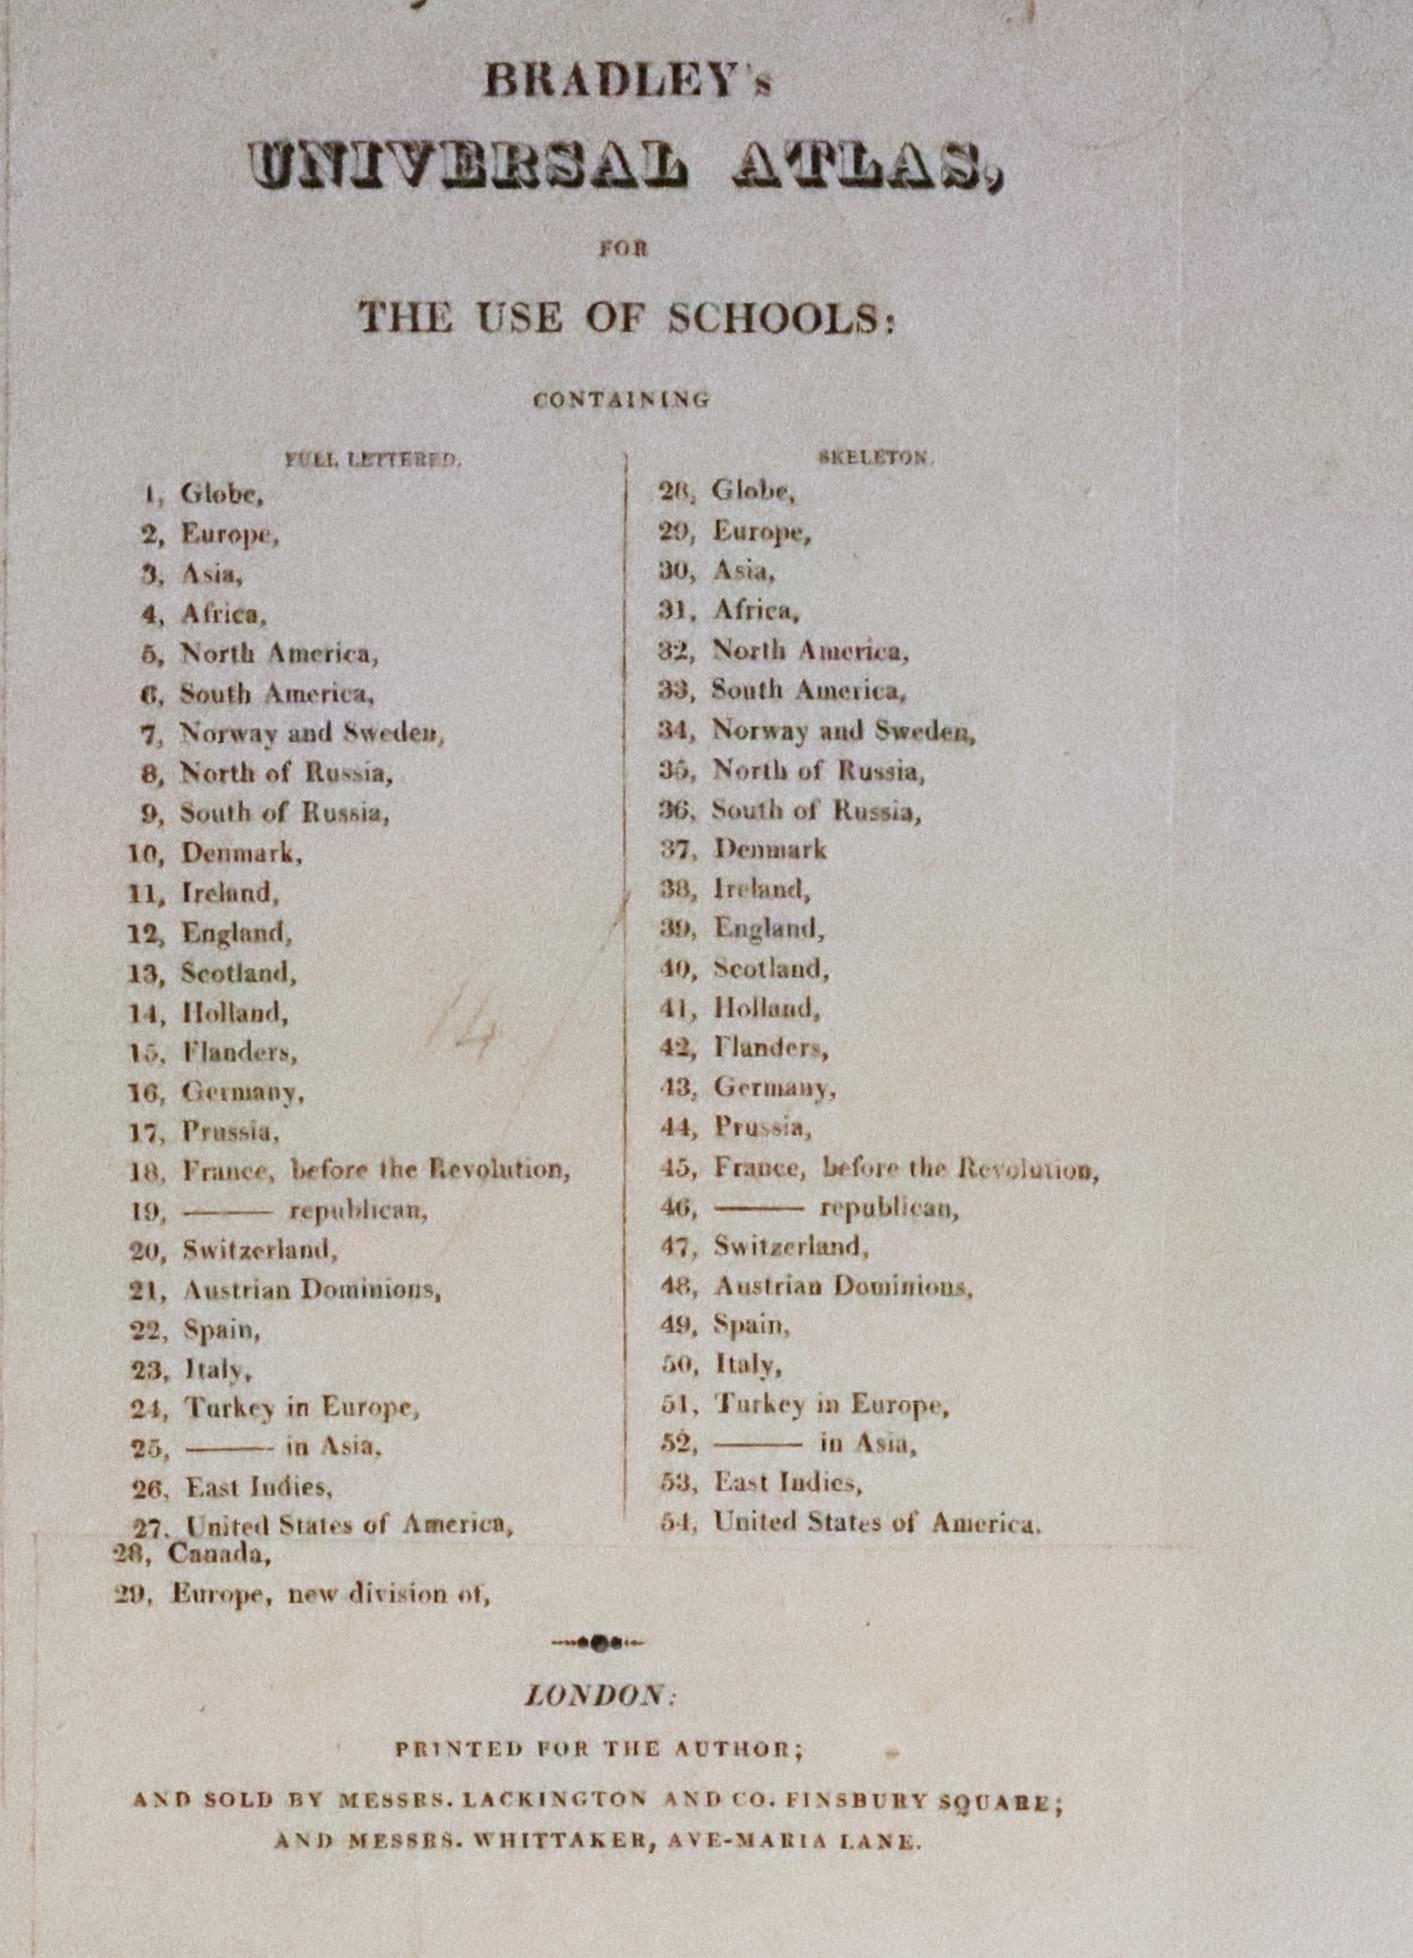 BRADLEY's
UNIVERSAL ATLAS,
FOR
THE USE OF SCHOOLS:
CONTAINING
FULL LETTERED.
1, Globe,
2, Europe,
3, Asia,
4, Africa,
5, North America,
6, South America,
7, Norway and Sweden,
8, North of Russia,
9, South of Russia,
10, Denmark,
11, Ireland,
12, England,
13, Scotland,
14, Holland,
15, Flanders,
16, Germany,
17, Prussia,
18, France, before the Revolution,
19, ——— republican,
20, Switzerland,
21, Austrian Dominions,
22, Spain,
23, Italy,
24, Turkey in Europe,
25, ——— in Asia,
26, East Indies,
27, United States of America,
28, Canada,
29, Europe, new division of,
14
SKELETON.
28, Globe,
29, Europe,
30, Asia,
31, Africa,
32, North America,
33, South America,
34, Norway and Sweden,
35, North of Russia,
36, South of Russia,
37, Denmark
38, Ireland,
39, England,
40, Scotland,
41, Holland,
42, Flanders,
43, Germany,
44, Prussia,
45, France, before the Revolution,
46, ——— republican,
47, Switzerland,
48, Austrian Dominions,
49, Spain,
50, Italy,
51, Turkey in Europe,
52, ——— in Asia,
53, East Indies,
54, United States of America.
LONDON:
PRINTED FOR THE AUTHOR;
AND SOLD BY MESSRS. LACKINGTON AND CO. FINSBURY SQUARE;
AND MESSRS. WHITTAKER, AVE-MARIA LANE.